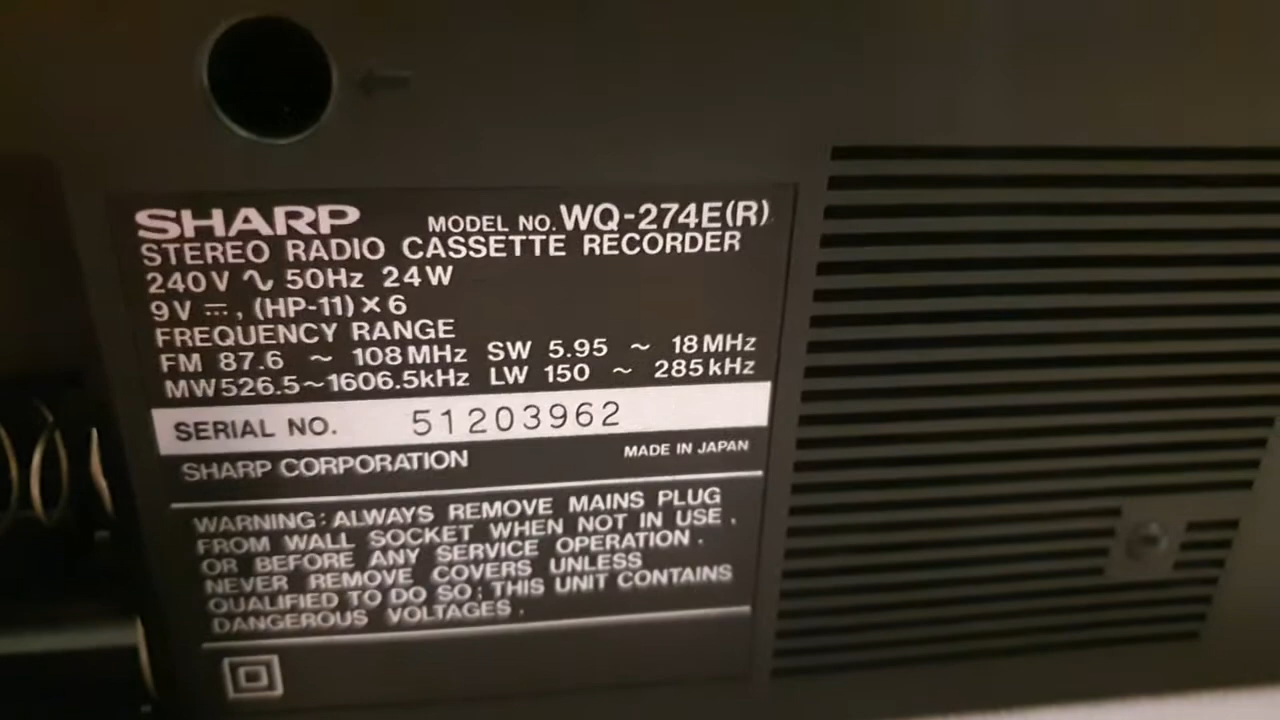 SHARP MODEL NO. WQ-274E(R)
STEREO RADIO CASSETTE RECORDER
240V ∿ 50Hz 24W
9V ⎓, (HP-11)×6
FREQUENCY RANGE
FM 87.6 ~ 108MHz SW 5.95 ~ 18MHz
MW 526.5~1606.5kHz LW 150 ~ 285kHz
SERIAL NO. 51203962
SHARP CORPORATION MADE IN JAPAN
WARNING: ALWAYS REMOVE MAINS PLUG
FROM WALL SOCKET WHEN NOT IN USE.
OR BEFORE ANY SERVICE OPERATION.
NEVER REMOVE COVERS UNLESS
QUALIFIED TO DO SO; THIS UNIT CONTAINS
DANGEROUS VOLTAGES.